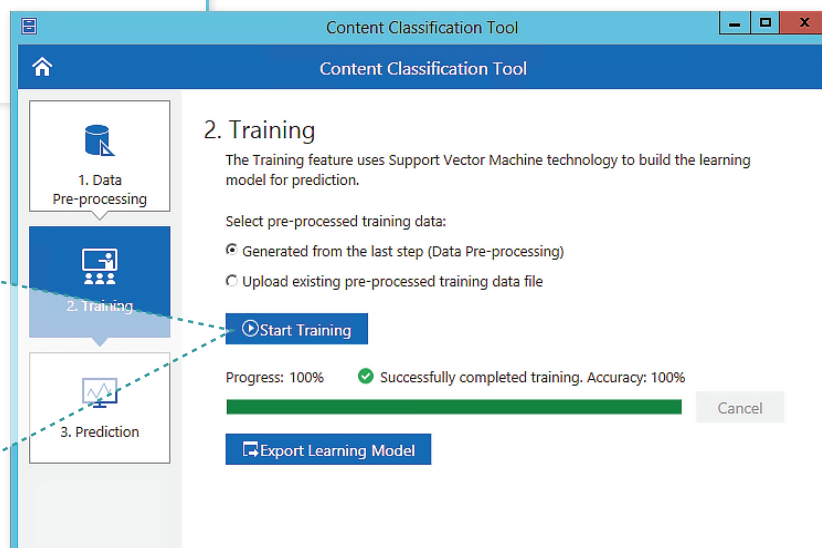 Content Classification Tool
Content Classification Tool
1. Data
Pre-processing
2. Training
3. Prediction
2. Training
The Training feature uses Support Vector Machine technology to build the learning
model for prediction.
Select pre-processed training data:
Generated from the last step (Data Pre-processing)
Upload existing pre-processed training data file
Start Training
Progress: 100% Successfully completed training. Accuracy: 100%
Cancel
Export Learning Model